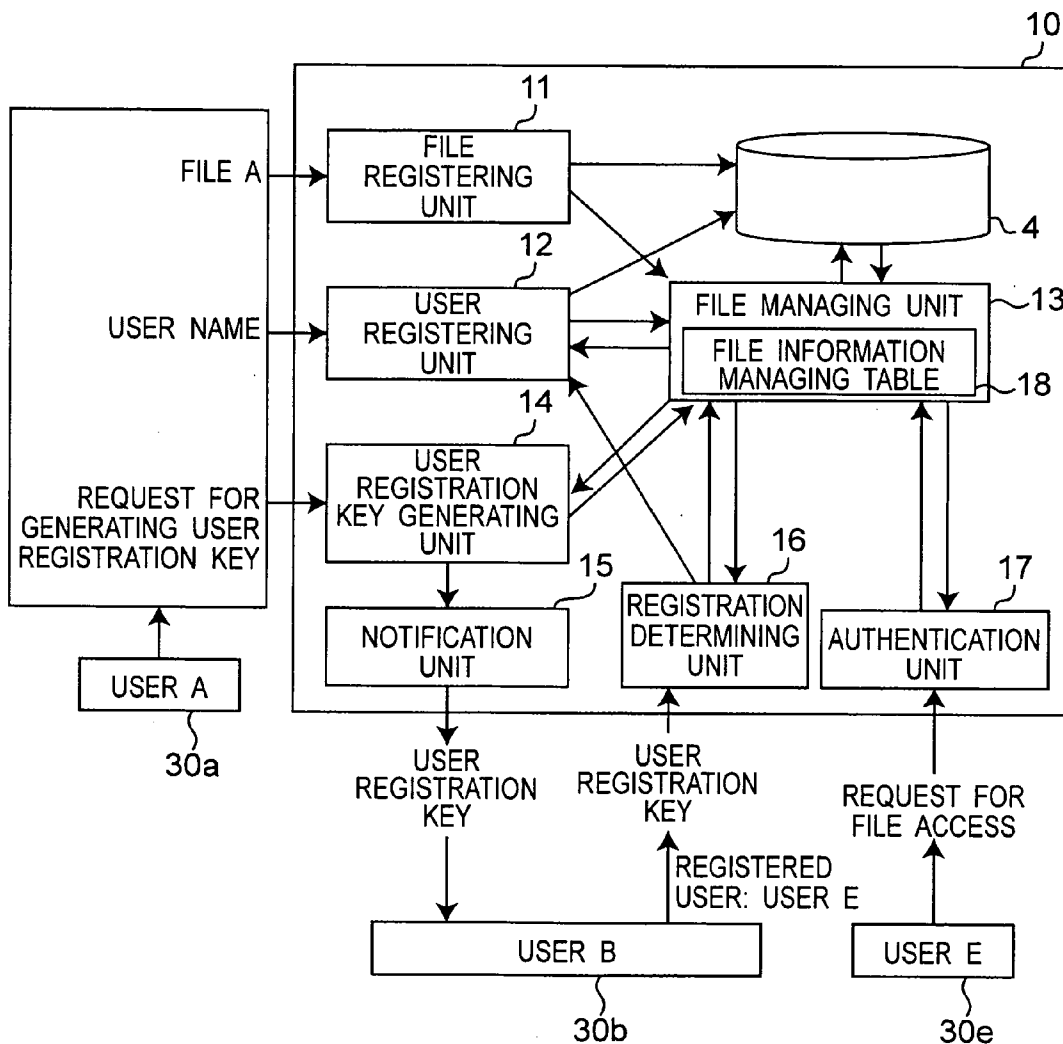 10
11
FILE A
FILE
REGISTERING
UNIT
4
12
USER NAME
USER
REGISTERING
UNIT
FILE MANAGING UNIT
13
FILE INFORMATION
MANAGING TABLE
18
14
REQUEST FOR
GENERATING USER
REGISTRATION KEY
USER
REGISTRATION
KEY GENERATING
UNIT
15
NOTIFICATION
UNIT
16
REGISTRATION
DETERMINING
UNIT
17
AUTHENTICATION
UNIT
USER A
30a
USER
REGISTRATION
KEY
USER
REGISTRATION
KEY
REQUEST FOR
FILE ACCESS
REGISTERED
USER: USER E
USER B
30b
USER E
30e